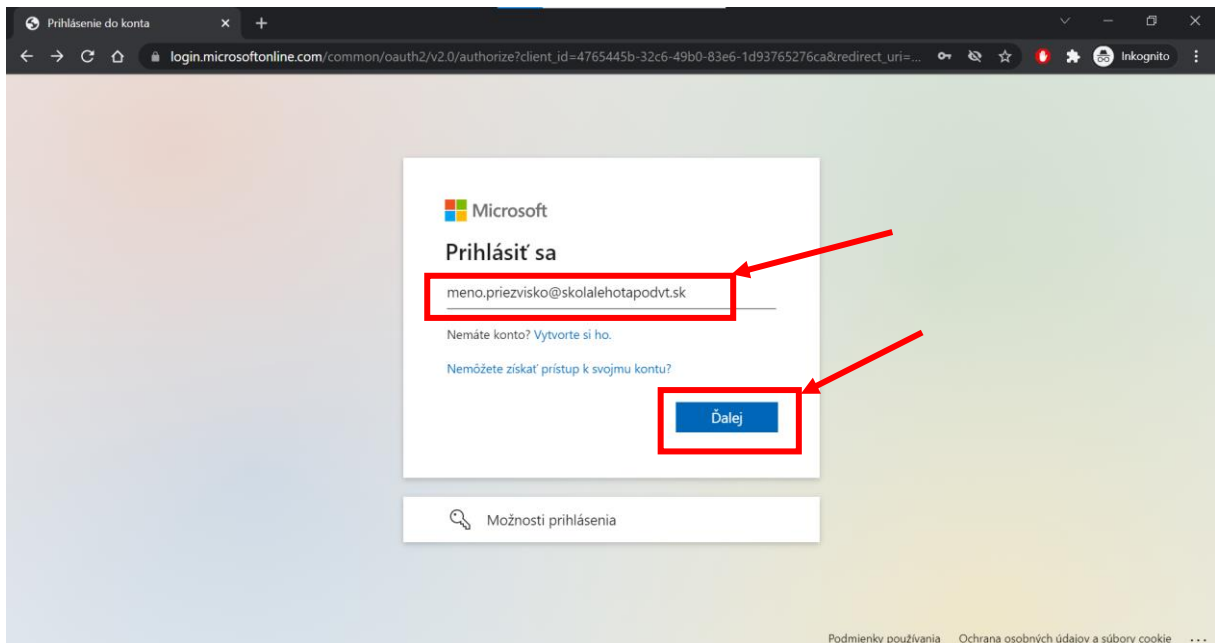 Prihlásenie do konta
login.microsoftonline.com/common/oauth2/v2.0/authorize?client_id=4765445b-32c6-49b0-83e6-1d93765276ca&redirect_uri=...
Inkognito
Microsoft
Prihlásiť sa
meno.priezvisko@skolalehotapodvt.sk
Nemáte konto? Vytvorte si ho.
Nemôžete získať prístup k svojmu kontu?
Ďalej
Možnosti prihlásenia
Podmienky používania Ochrana osobných údajov a súbory cookie ...